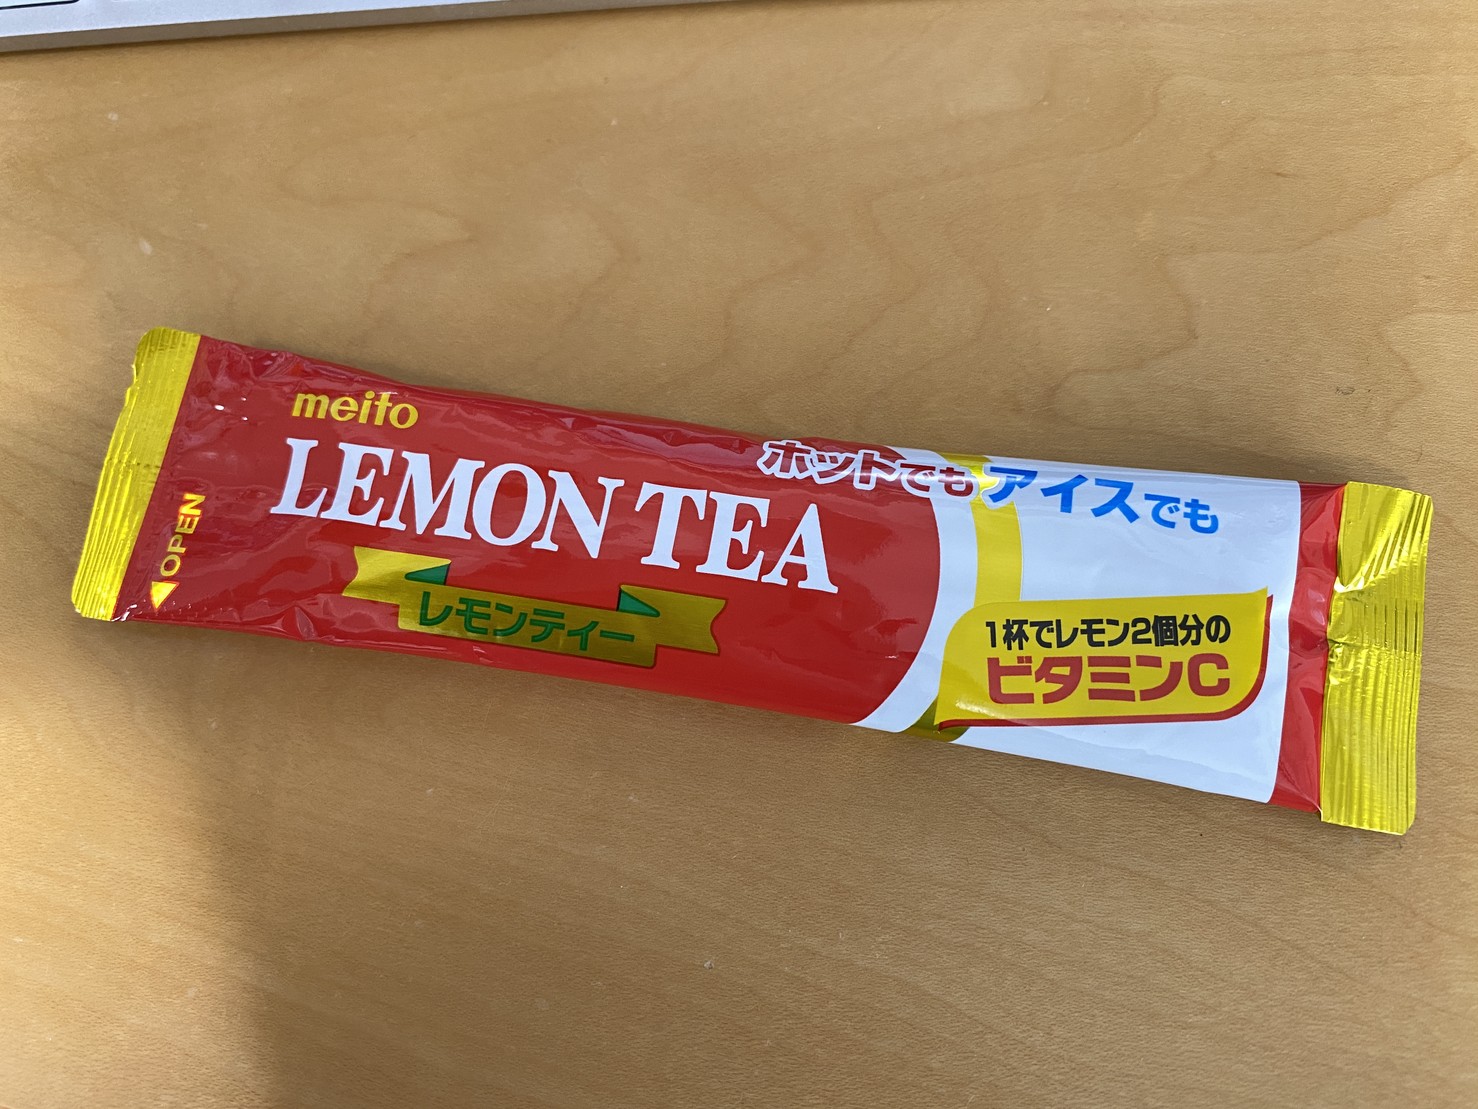 meito
LEMON TEA
レモンティー
OPEN
ホットでも アイスでも
1杯でレモン2個分の
ビタミンC